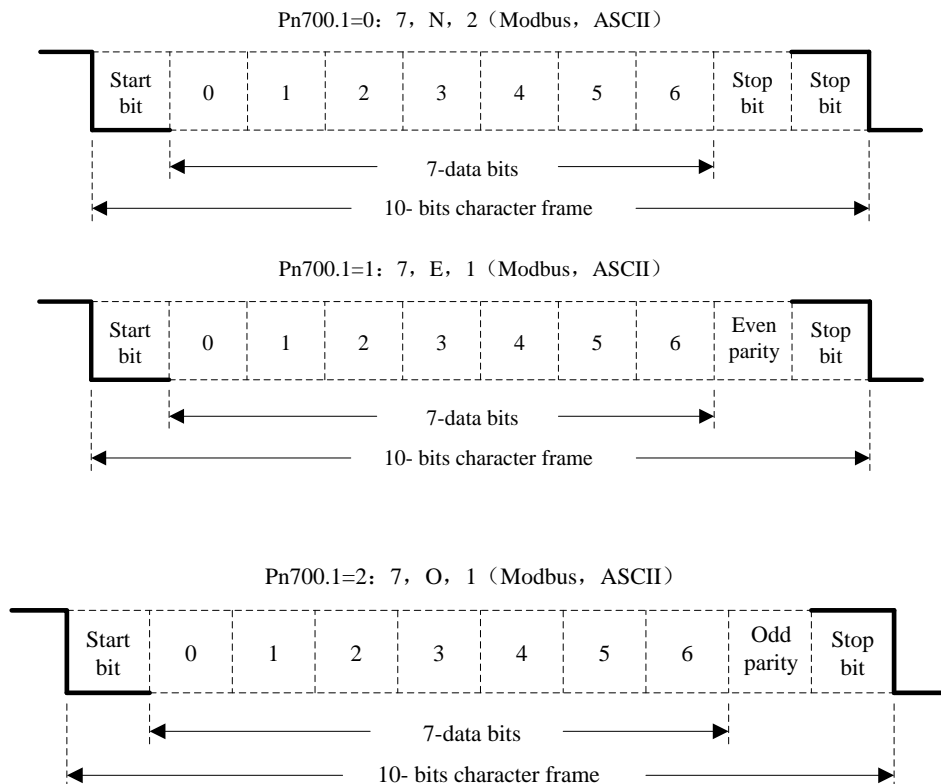 Pn700.1=0：7，N，2（Modbus，ASCII）
Start bit 0 1 2 3 4 5 6 Stop bit Stop bit
7-data bits
10- bits character frame
Pn700.1=1：7，E，1（Modbus，ASCII）
Start bit 0 1 2 3 4 5 6 Even parity Stop bit
7-data bits
10- bits character frame
Pn700.1=2：7，O，1（Modbus，ASCII）
Start bit 0 1 2 3 4 5 6 Odd parity Stop bit
7-data bits
10- bits character frame